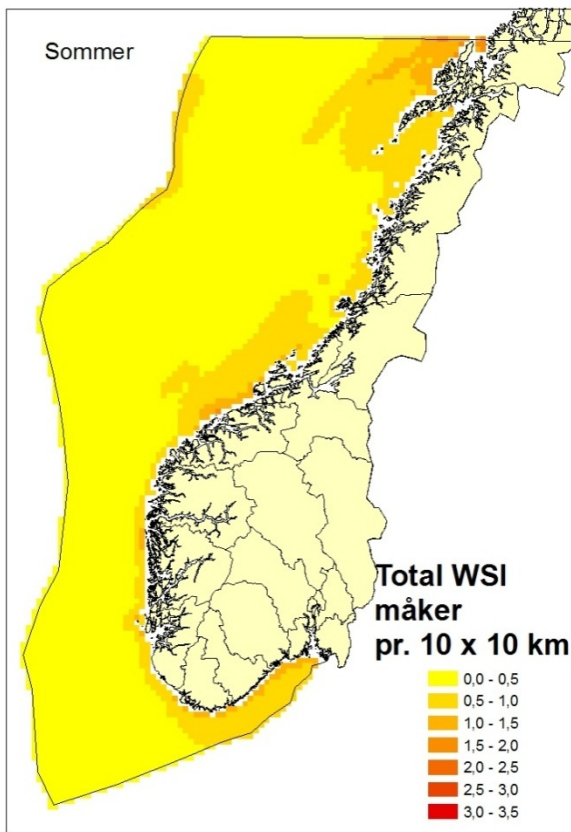 Sommer
Total WSI
måker
pr. 10 x 10 km
0,0 - 0,5
0,5 - 1,0
1,0 - 1,5
1,5 - 2,0
2,0 - 2,5
2,5 - 3,0
3,0 - 3,5